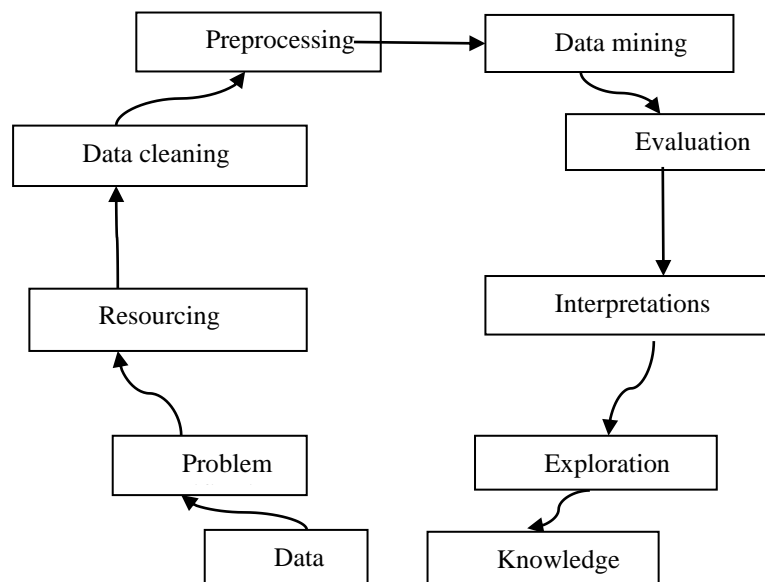 Preprocessing
Data mining
Data cleaning
Evaluation
Resourcing
Interpretations
Problem
Exploration
Data
Knowledge